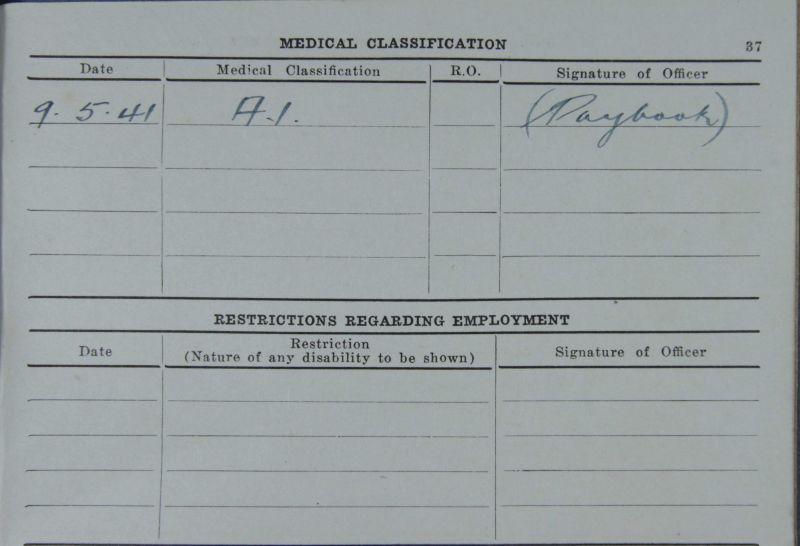 MEDICAL CLASSIFICATION 37
Date Medical Classification R.O. Signature of Officer
9. 5. 41 A.1. (Paybook)
RESTRICTIONS REGARDING EMPLOYMENT
Date Restriction Signature of Officer
(Nature of any disability to be shown)